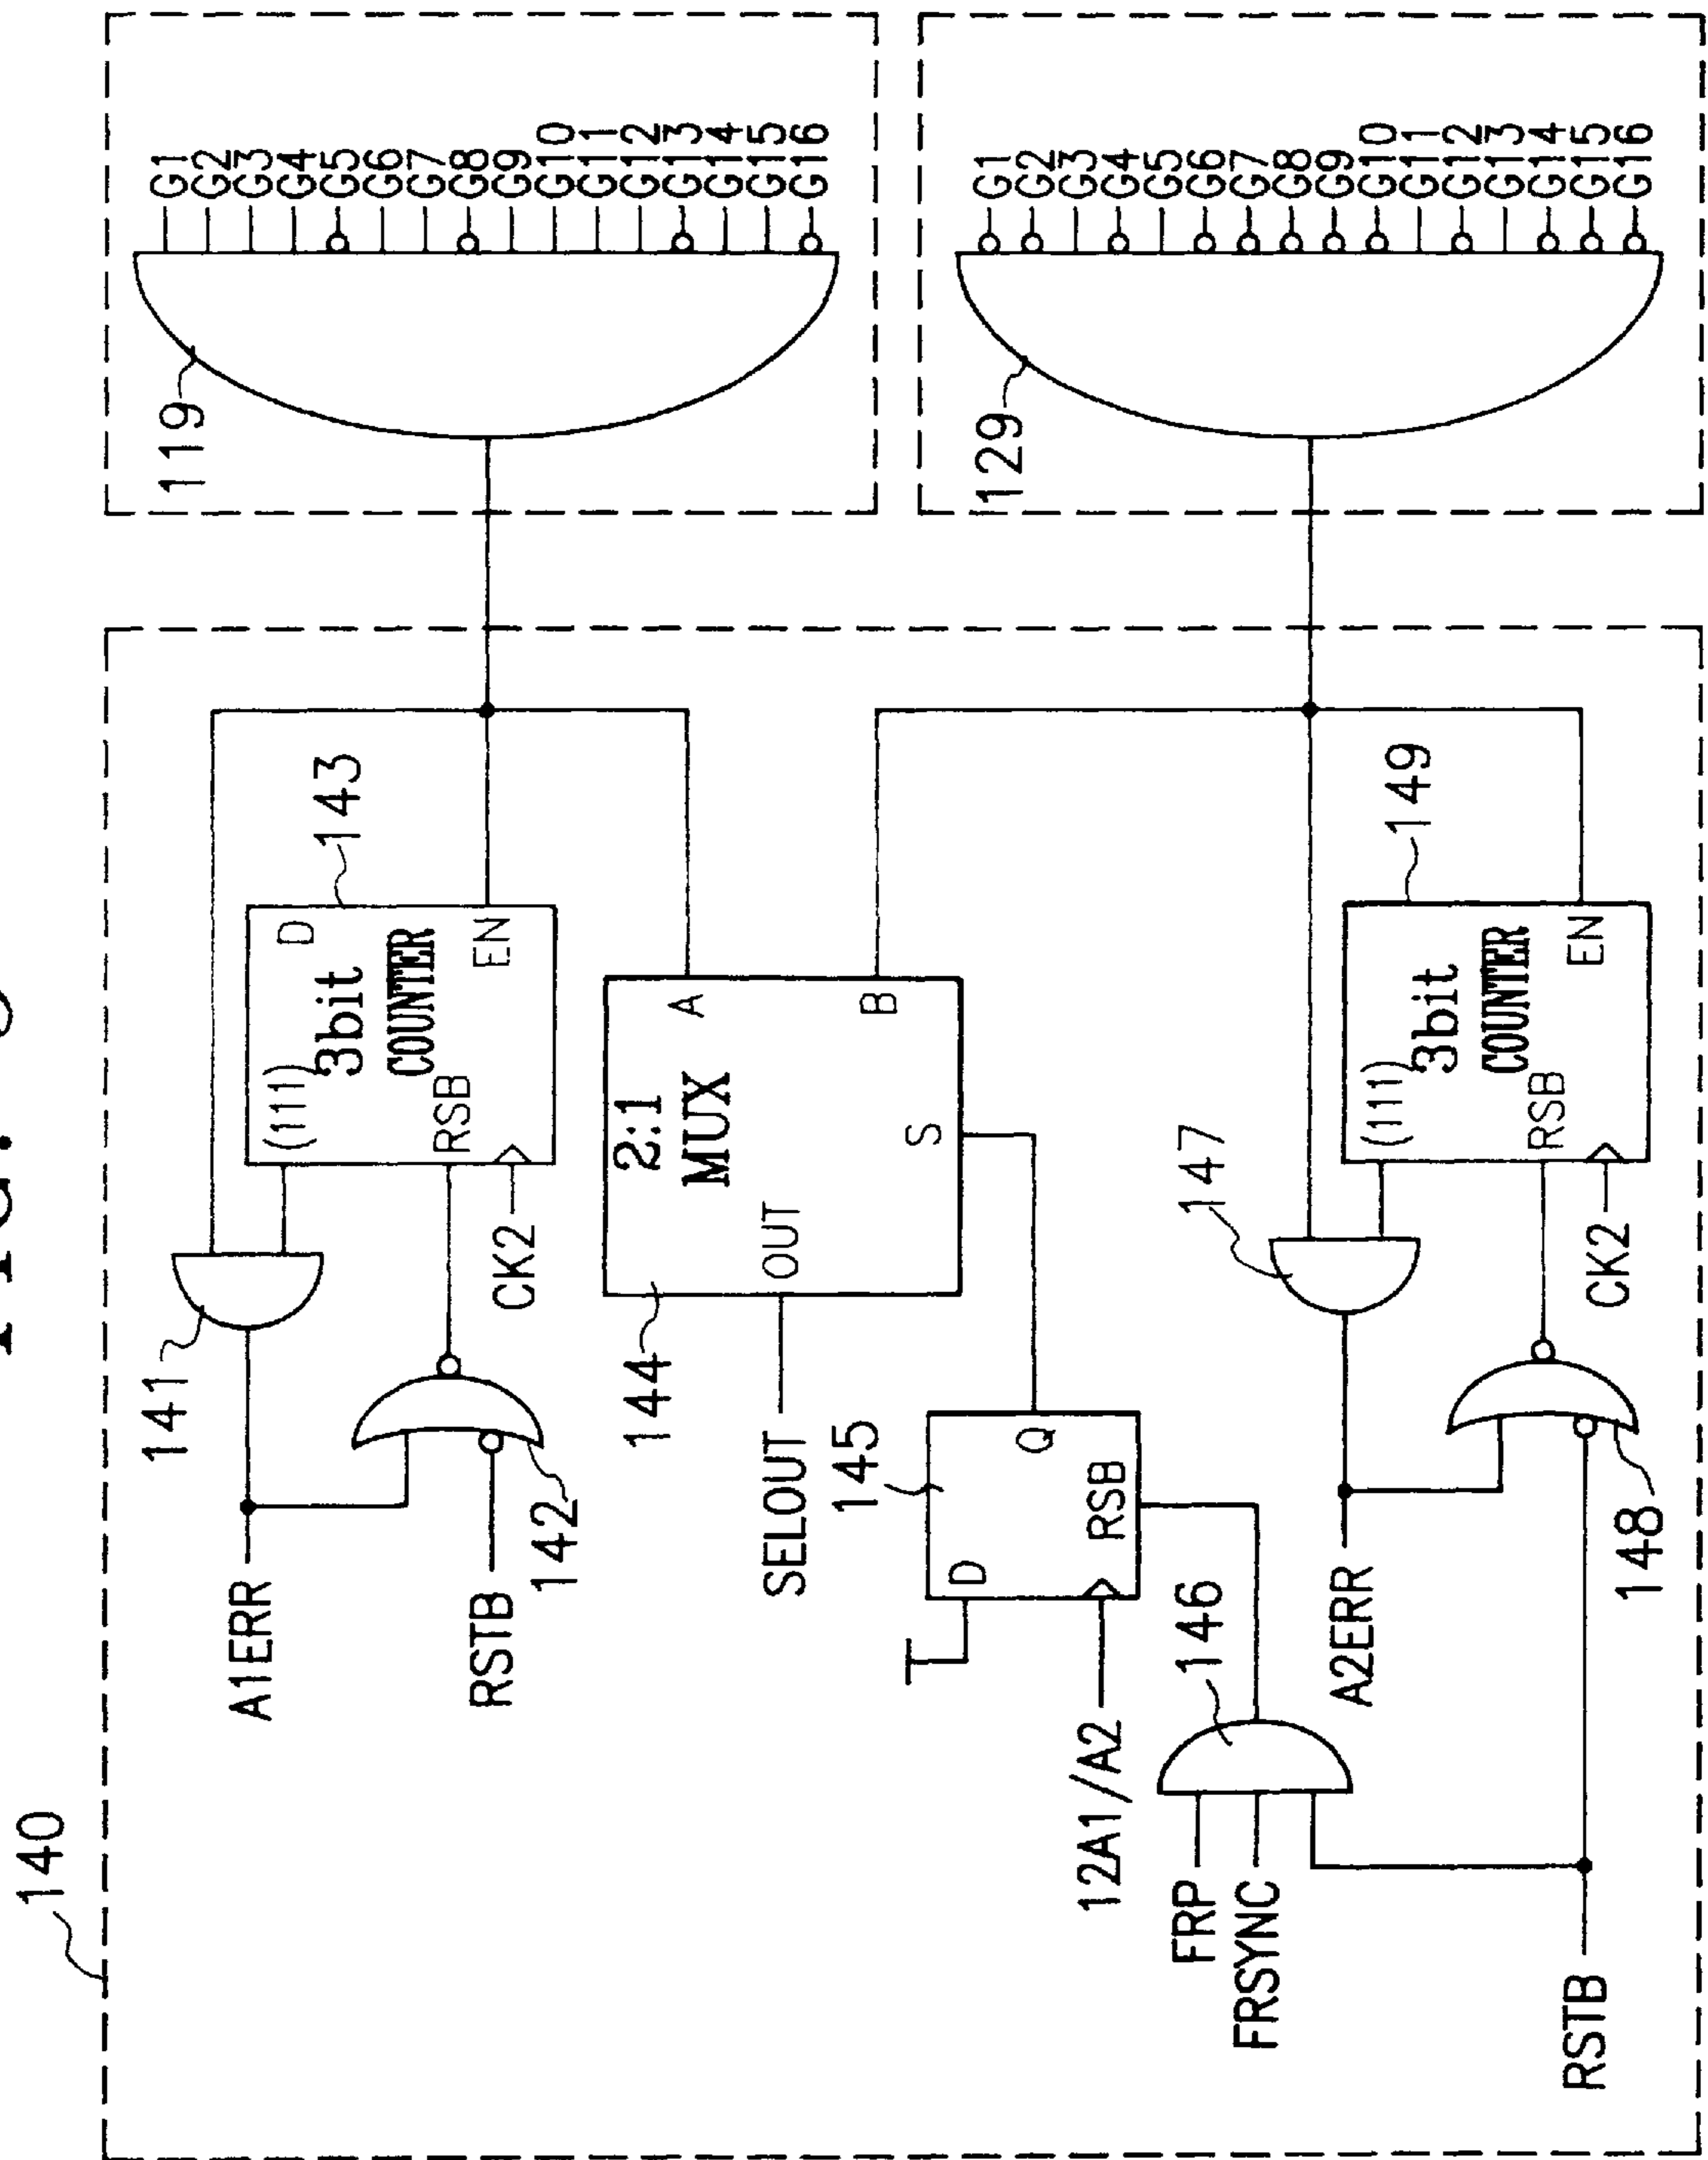 140
A1ERR
141
RSTB
142
(111)
D
3bit
COUNTER
RSB
EN
143
CK2
119
G1
G2
G3
G4
G5
G6
G7
G8
G9
G10
G11
G12
G13
G14
G15
G16
144
2:1
MUX
A
B
S
OUT
SELOUT
145
D
Q
RSB
12A1/A2
146
FRP
FRSYNC
RSTB
A2ERR
147
148
(111)
3bit
COUNTER
RSB
EN
149
CK2
129
G1
G2
G3
G4
G5
G6
G7
G8
G9
G10
G11
G12
G13
G14
G15
G16